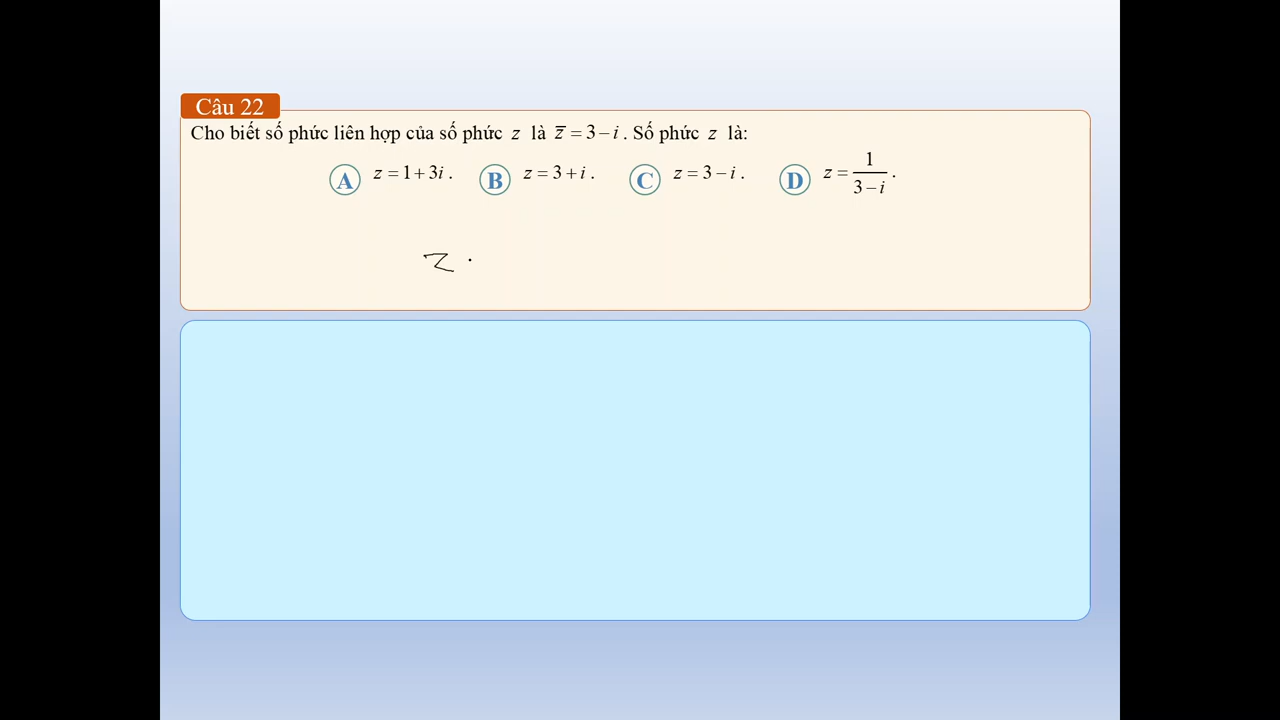 Câu 22
Cho biết số phức liên hợp của số phức z là z̅ = 3 − i . Số phức z là:
A z = 1 + 3i . B z = 3 + i . C z = 3 − i . D z = 1/(3 − i) .
z .